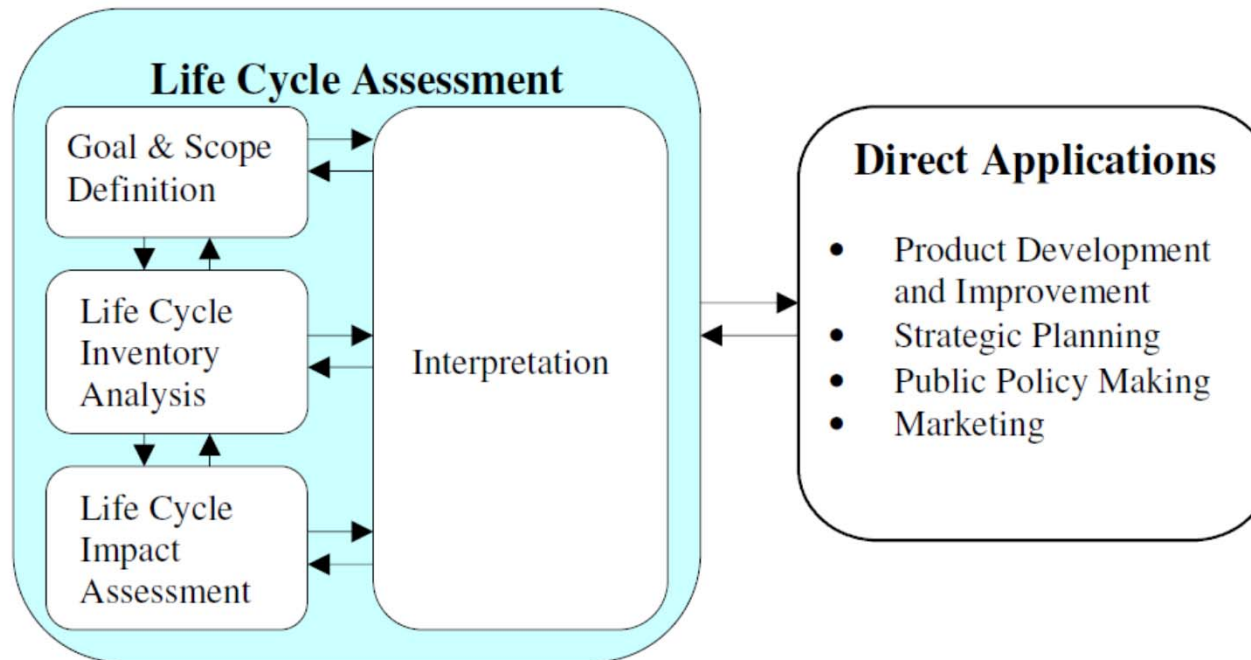 Life Cycle Assessment
Goal & Scope
Definition
Life Cycle
Inventory
Analysis
Life Cycle
Impact
Assessment
Interpretation
Direct Applications
• Product Development
and Improvement
• Strategic Planning
• Public Policy Making
• Marketing